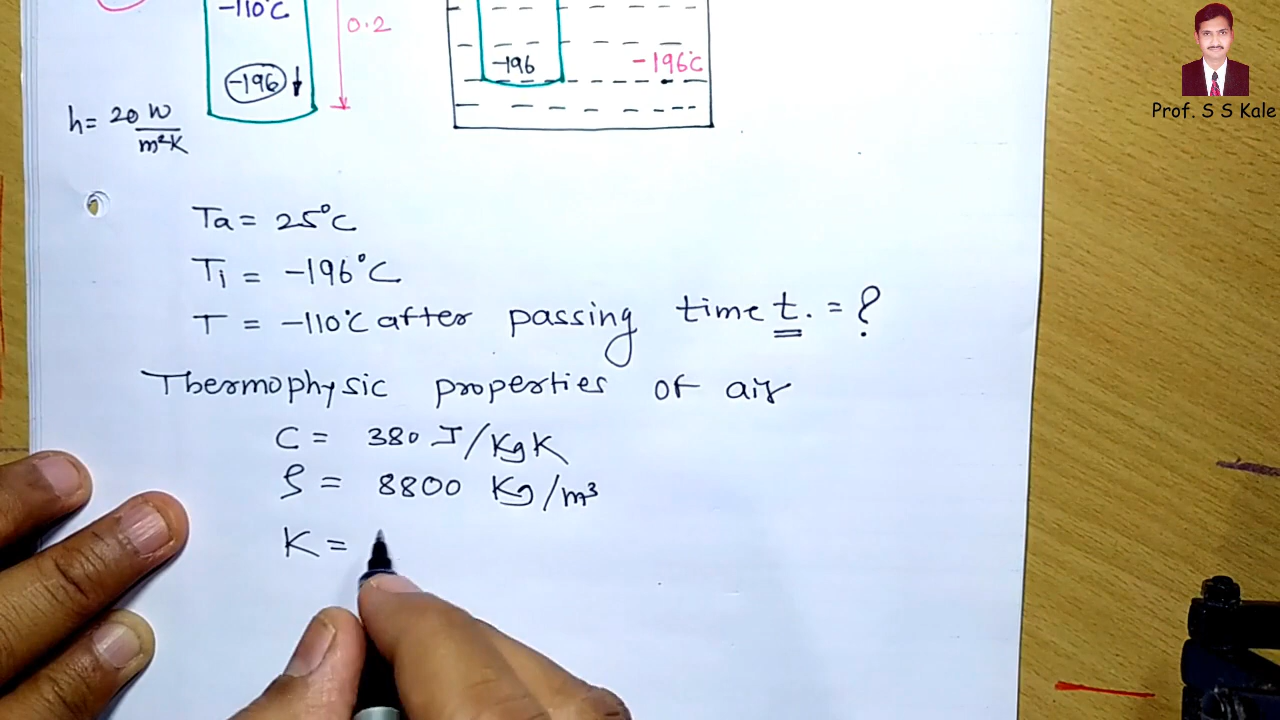 -110°C
0.2
-196
-196
-196°C
h= 20 W/m²K
Prof. S S Kale
Ta = 25°C
Ti = -196°C
T = -110°C after passing time t. = ?
Thermophysic properties of air
C = 380 J/KgK
ρ = 8800 Kg/m³
K =